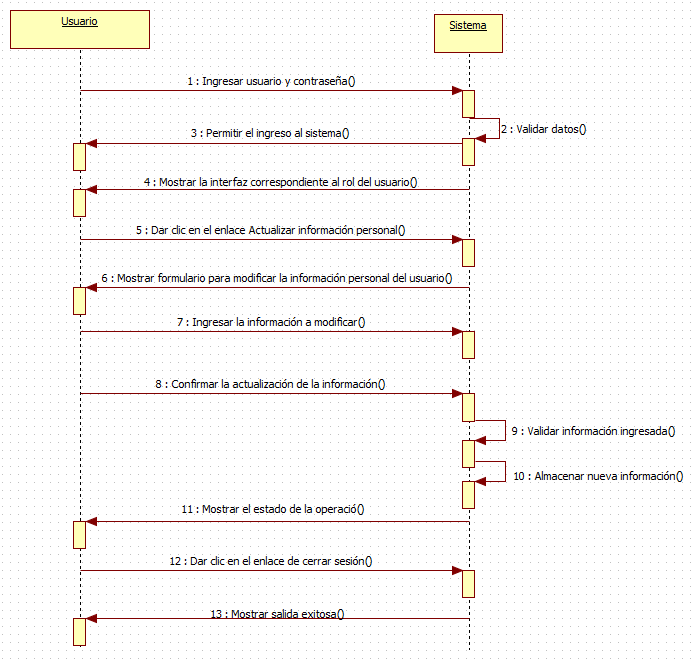 Usuario
Sistema
1 : Ingresar usuario y contraseña()
2 : Validar datos()
3 : Permitir el ingreso al sistema()
4 : Mostrar la interfaz correspondiente al rol del usuario()
5 : Dar clic en el enlace Actualizar información personal()
6 : Mostrar formulario para modificar la información personal del usuario()
7 : Ingresar la información a modificar()
8 : Confirmar la actualización de la información()
9 : Validar información ingresada()
10 : Almacenar nueva información()
11 : Mostrar el estado de la operació()
12 : Dar clic en el enlace de cerrar sesión()
13 : Mostrar salida exitosa()